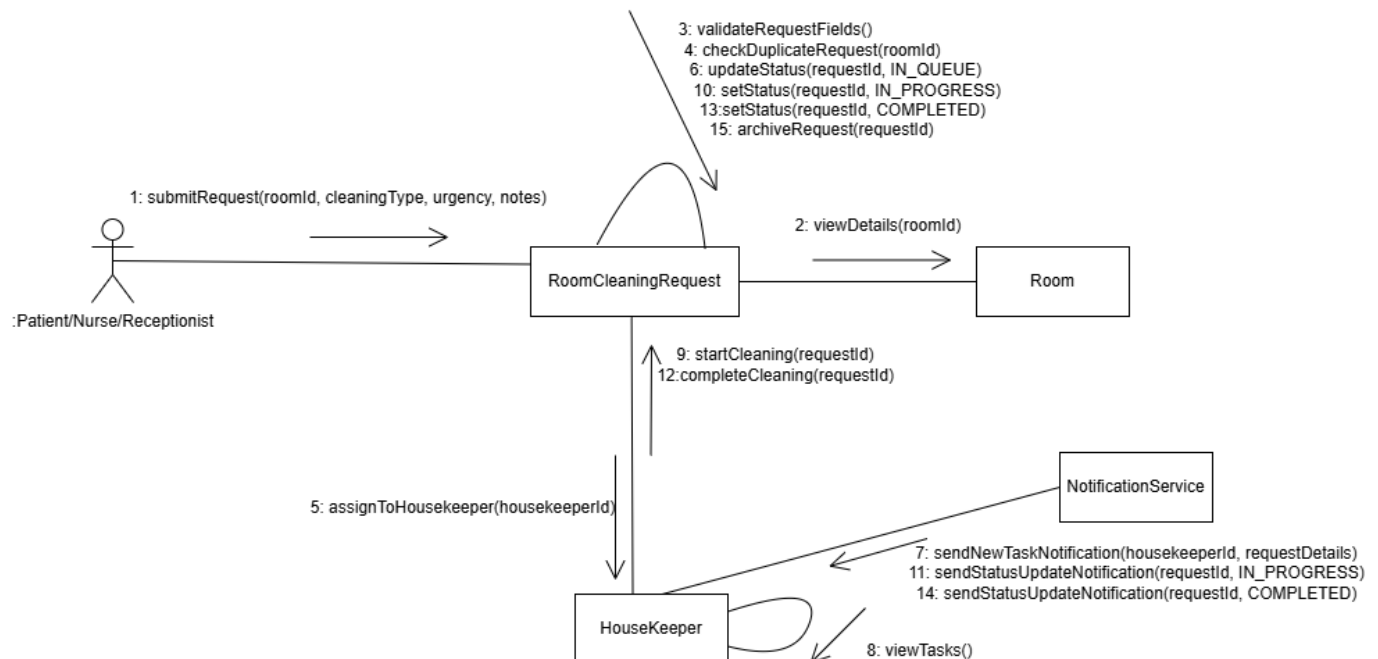 3: validateRequestFields()
4: checkDuplicateRequest(roomId)
6: updateStatus(requestId, IN_QUEUE)
10: setStatus(requestId, IN_PROGRESS)
13:setStatus(requestId, COMPLETED)
15: archiveRequest(requestId)
1: submitRequest(roomId, cleaningType, urgency, notes)
2: viewDetails(roomId)
RoomCleaningRequest
Room
:Patient/Nurse/Receptionist
9: startCleaning(requestId)
12:completeCleaning(requestId)
5: assignToHousekeeper(housekeeperId)
NotificationService
7: sendNewTaskNotification(housekeeperId, requestDetails)
11: sendStatusUpdateNotification(requestId, IN_PROGRESS)
14: sendStatusUpdateNotification(requestId, COMPLETED)
HouseKeeper
8: viewTasks()